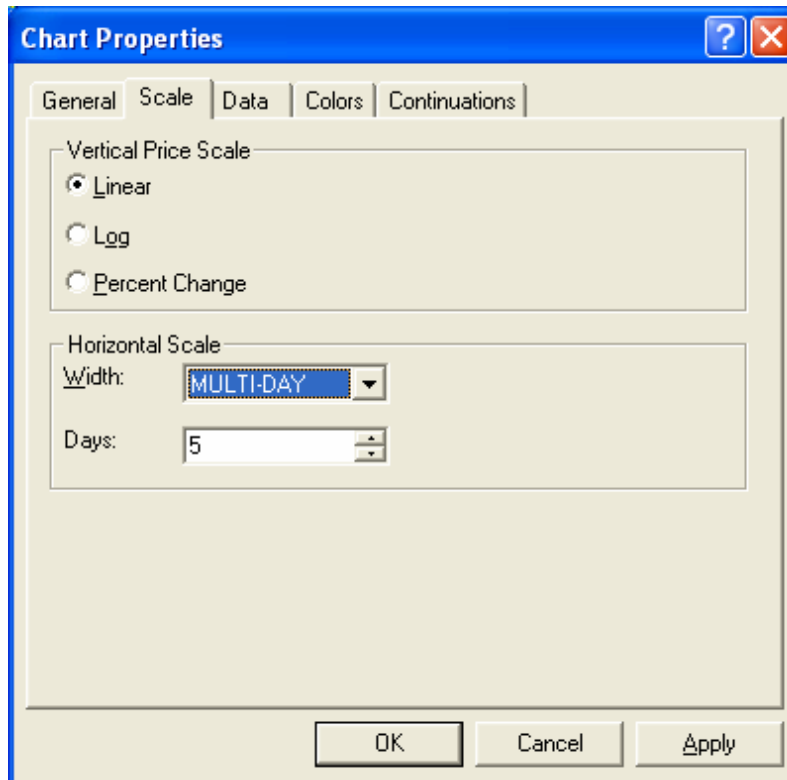 Chart Properties
General Scale Data Colors Continuations
Vertical Price Scale
Linear
Log
Percent Change
Horizontal Scale
Width: MULTI-DAY
Days: 5
OK Cancel Apply